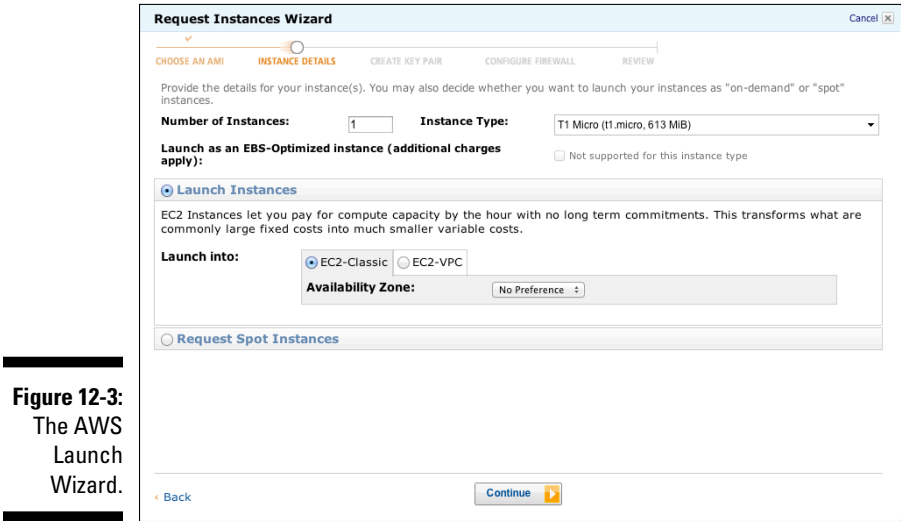 Request Instances Wizard
Cancel
CHOOSE AN AMI INSTANCE DETAILS CREATE KEY PAIR CONFIGURE FIREWALL REVIEW
Provide the details for your instance(s). You may also decide whether you want to launch your instances as "on-demand" or "spot"
instances.
Number of Instances: 1 Instance Type: T1 Micro (t1.micro, 613 MiB)
Launch as an EBS-Optimized instance (additional charges
apply): Not supported for this instance type
Launch Instances
EC2 Instances let you pay for compute capacity by the hour with no long term commitments. This transforms what are
commonly large fixed costs into much smaller variable costs.
Launch into: EC2-Classic EC2-VPC
Availability Zone: No Preference
Request Spot Instances
Figure 12-3:
The AWS
Launch
Wizard.
Back
Continue